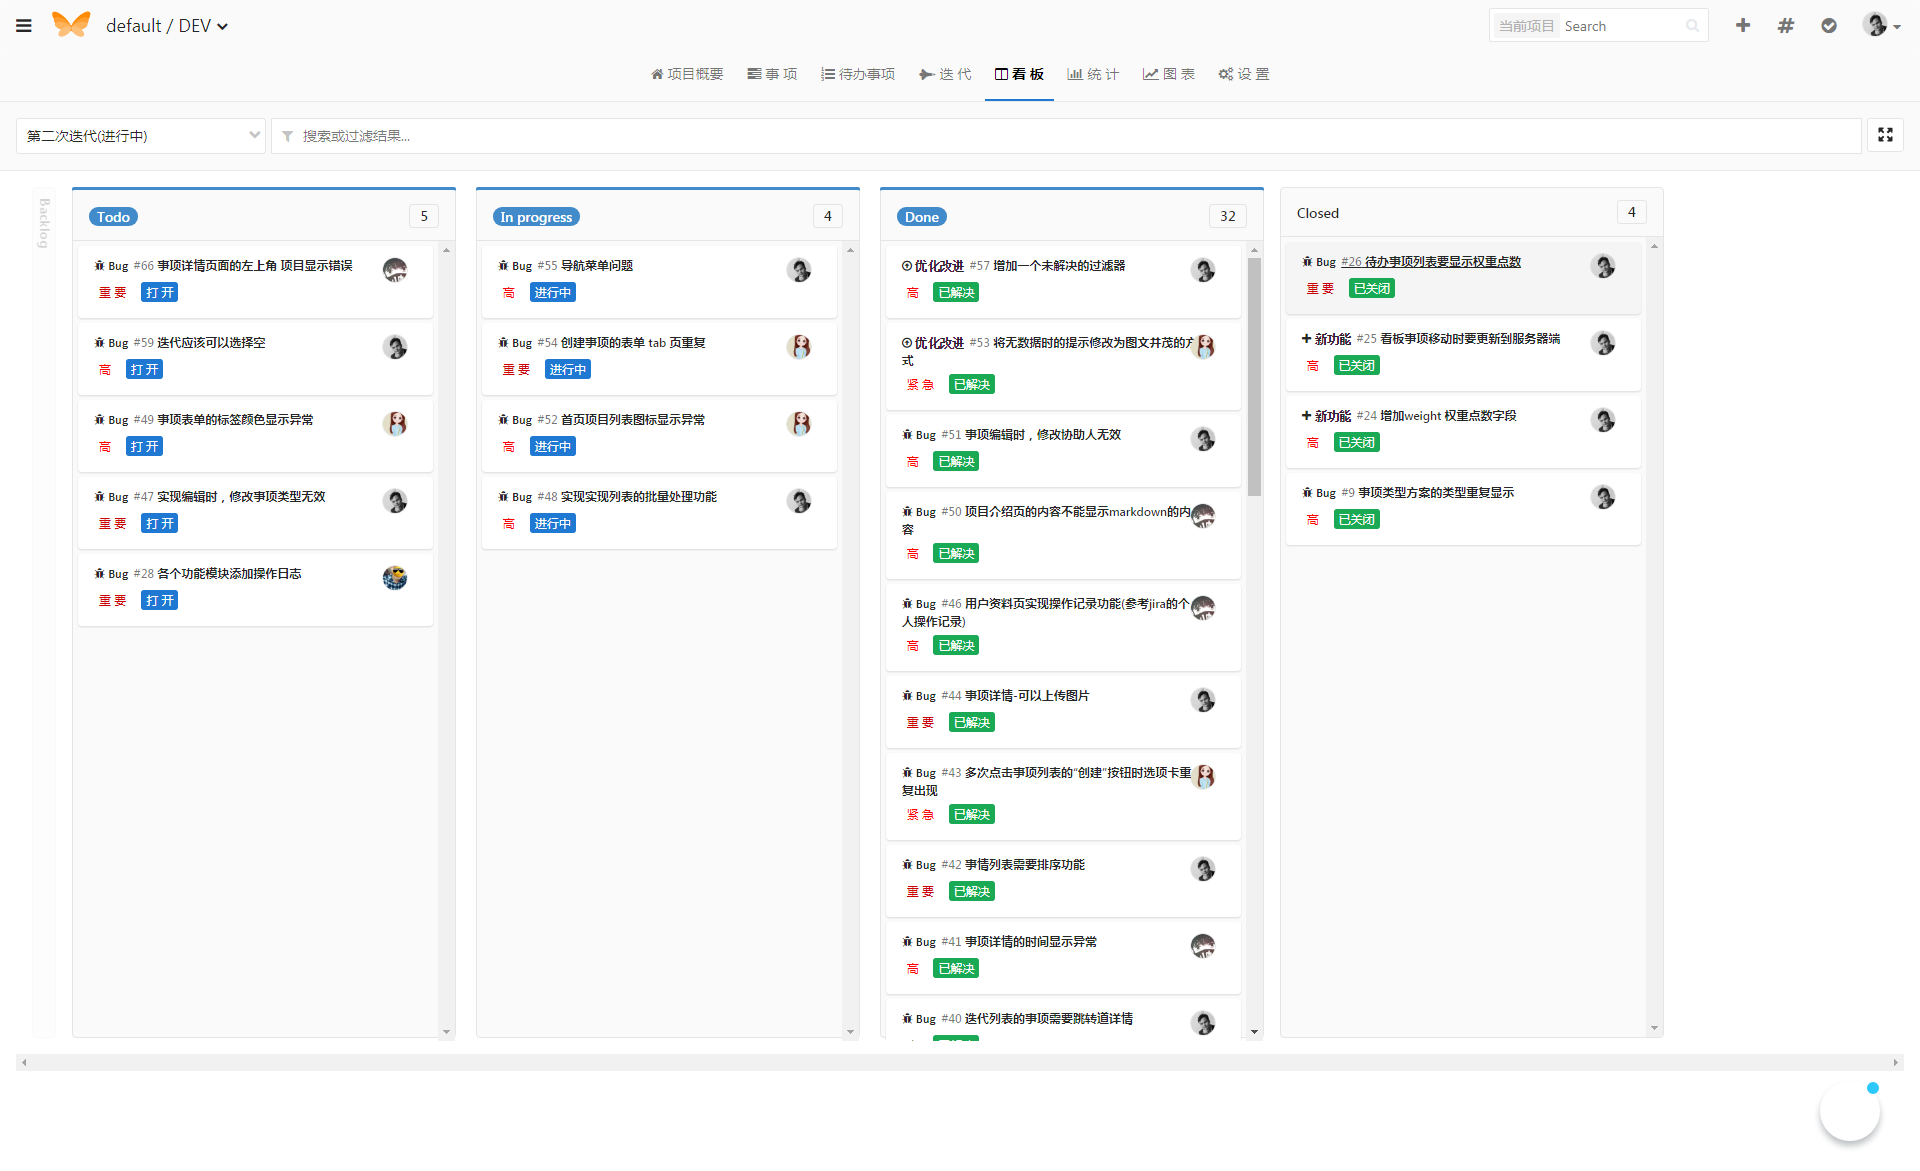 default / DEV
当前项目 Search
项目概要 事 项 待办事项 迭 代 看 板 统 计 图 表 设 置
第二次迭代(进行中)
搜索或过滤结果...
Backlog
Todo 5
Bug #66 事项详情页面的左上角 项目显示错误
重 要 打 开
Bug #59 迭代应该可以选择空
高 打 开
Bug #49 事项表单的标签颜色显示异常
高 打 开
Bug #47 实现编辑时，修改事项类型无效
重 要 打 开
Bug #28 各个功能模块添加操作日志
重 要 打 开
In progress 4
Bug #55 导航菜单问题
高 进行中
Bug #54 创建事项的表单 tab 页重复
重 要 进行中
Bug #52 首页项目列表图标显示异常
高 进行中
Bug #48 实现实现列表的批量处理功能
高 进行中
Done 32
优化改进 #57 增加一个未解决的过滤器
高 已解决
优化改进 #53 将无数据时的提示修改为图文并茂的方
式
紧 急 已解决
Bug #51 事项编辑时，修改协助人无效
高 已解决
Bug #50 项目介绍页的内容不能显示markdown的内
容
高 已解决
Bug #46 用户资料页实现操作记录功能(参考jira的个
人操作记录)
高 已解决
Bug #44 事项详情-可以上传图片
重 要 已解决
Bug #43 多次点击事项列表的“创建”按钮时选项卡重
复出现
紧 急 已解决
Bug #42 事情列表需要排序功能
重 要 已解决
Bug #41 事项详情的时间显示异常
高 已解决
Bug #40 迭代列表的事项需要跳转道详情
Closed 4
Bug #26 待办事项列表要显示权重点数
重 要 已关闭
新功能 #25 看板事项移动时要更新到服务器端
高 已关闭
新功能 #24 增加weight 权重点数字段
高 已关闭
Bug #9 事项类型方案的类型重复显示
高 已关闭